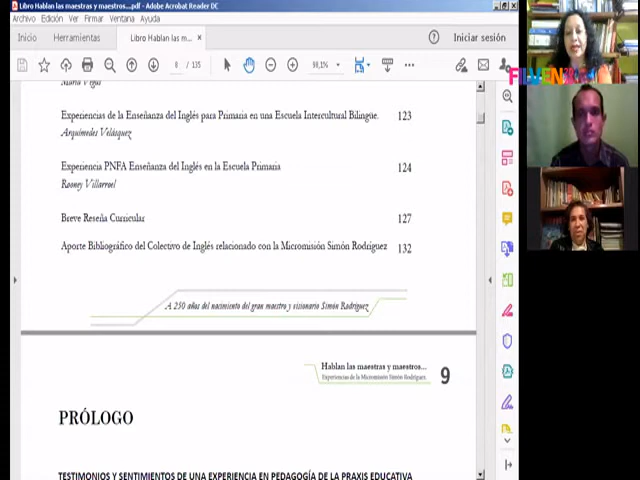 Libro Hablan las maestras y maestros...pdf - Adobe Acrobat Reader DC
Archivo Edición Ver Firmar Ventana Ayuda
Inicio Herramientas Libro Hablan las m... × Iniciar sesión
8 / 135 98,1%
María Vegas
Experiencias de la Enseñanza del Inglés para Primaria en una Escuela Intercultural Bilingüe. 123
Arquímedes Velásquez
Experiencia PNFA Enseñanza del Inglés en la Escuela Primaria 124
Rooney Villarroel
Breve Reseña Curricular 127
Aporte Bibliográfico del Colectivo de Inglés relacionado con la Micromisión Simón Rodríguez 132
A 250 años del nacimiento del gran maestro y visionario Simón Rodríguez
Hablan las maestras y maestros...
Experiencias de la Micromisión Simón Rodríguez. 9
PRÓLOGO
TESTIMONIOS Y SENTIMIENTOS DE UNA EXPERIENCIA EN PEDAGOGÍA DE LA PRAXIS EDUCATIVA